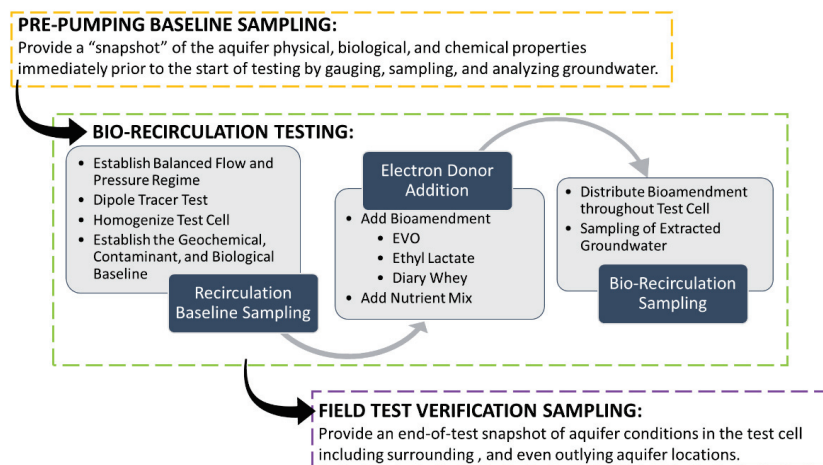 PRE-PUMPING BASELINE SAMPLING:
Provide a “snapshot” of the aquifer physical, biological, and chemical properties
immediately prior to the start of testing by gauging, sampling, and analyzing groundwater.
BIO-RECIRCULATION TESTING:
• Establish Balanced Flow and
Pressure Regime
• Dipole Tracer Test
• Homogenize Test Cell
• Establish the Geochemical,
Contaminant, and Biological
Baseline
Recirculation
Baseline Sampling
Electron Donor
Addition
• Add Bioamendment
• EVO
• Ethyl Lactate
• Diary Whey
• Add Nutrient Mix
• Distribute Bioamendment
throughout Test Cell
• Sampling of Extracted
Groundwater
Bio-Recirculation
Sampling
FIELD TEST VERIFICATION SAMPLING:
Provide an end-of-test snapshot of aquifer conditions in the test cell
including surrounding , and even outlying aquifer locations.